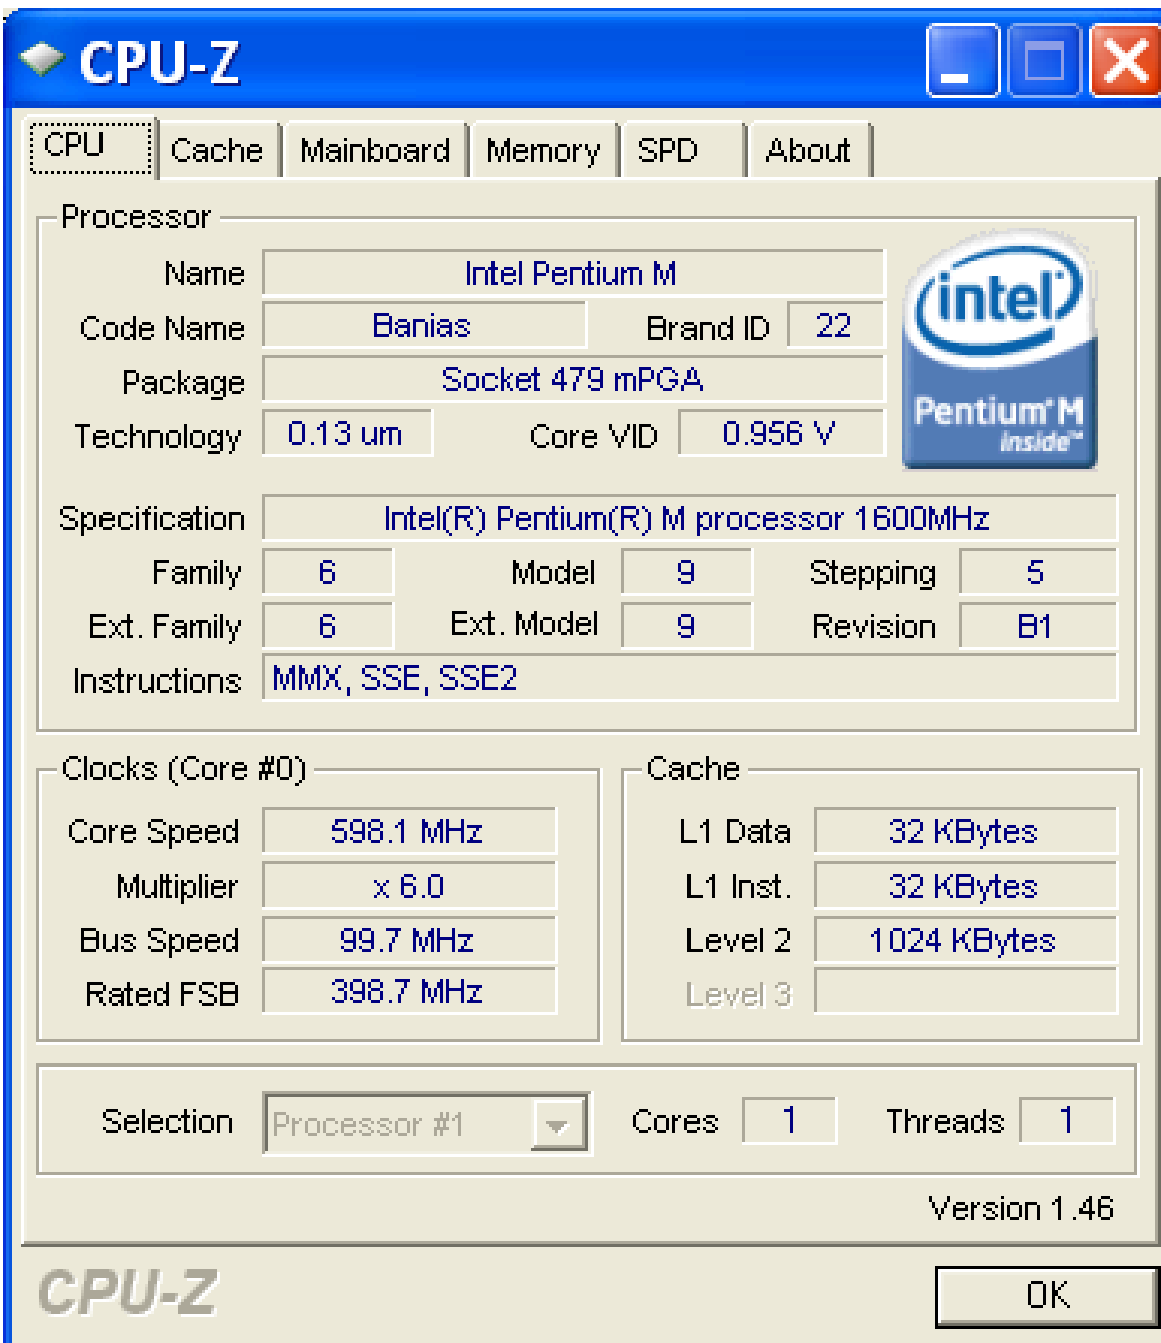 CPU-Z
CPU Cache Mainboard Memory SPD About
Processor
Name Intel Pentium M
Code Name Banias Brand ID 22
Package Socket 479 mPGA
Technology 0.13 um Core VID 0.956 V
intel
Pentium® M
inside™
Specification Intel(R) Pentium(R) M processor 1600MHz
Family 6 Model 9 Stepping 5
Ext. Family 6 Ext. Model 9 Revision B1
Instructions MMX, SSE, SSE2
Clocks (Core #0)
Core Speed 598.1 MHz
Multiplier x 6.0
Bus Speed 99.7 MHz
Rated FSB 398.7 MHz
Cache
L1 Data 32 KBytes
L1 Inst. 32 KBytes
Level 2 1024 KBytes
Level 3
Selection Processor #1 Cores 1 Threads 1
Version 1.46
CPU-Z OK